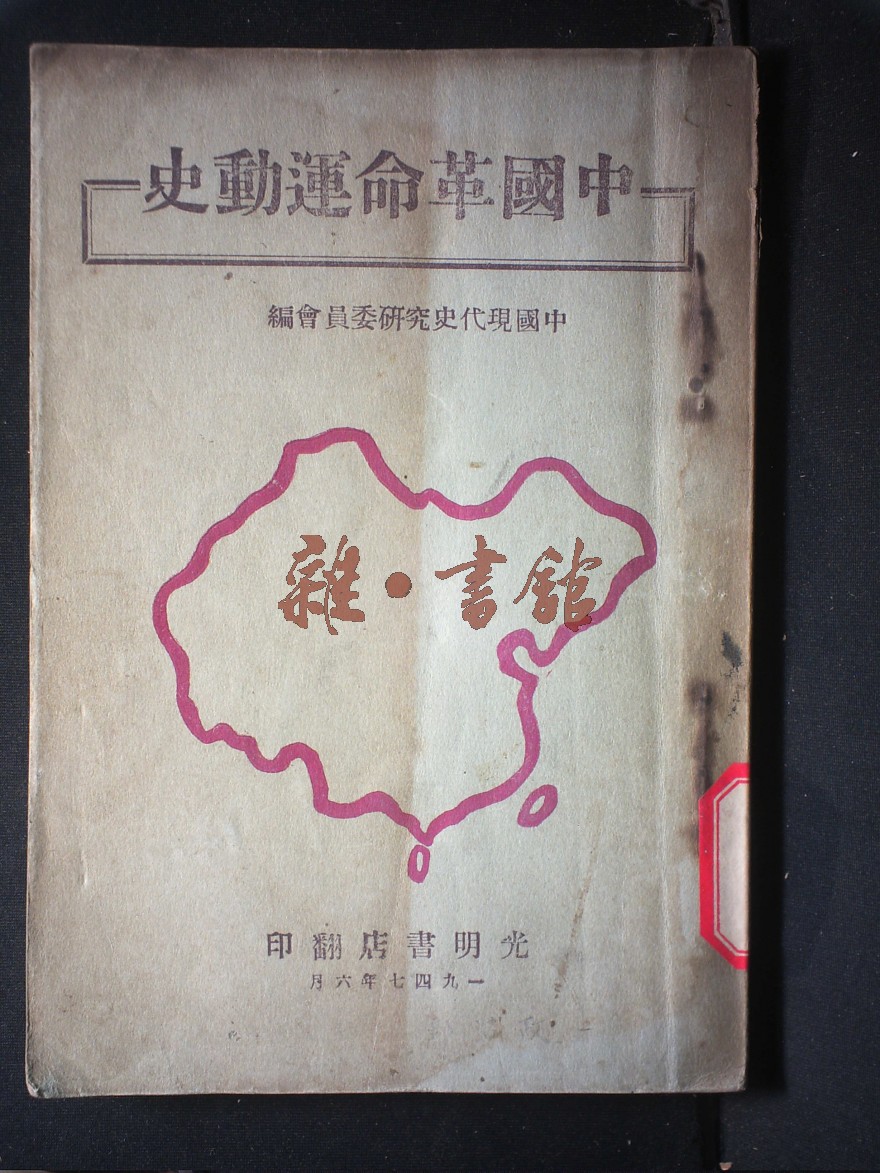 中國革命運動史
中國現代史究研委員會編
雜·書館
光明書店翻印
一九四七年六月